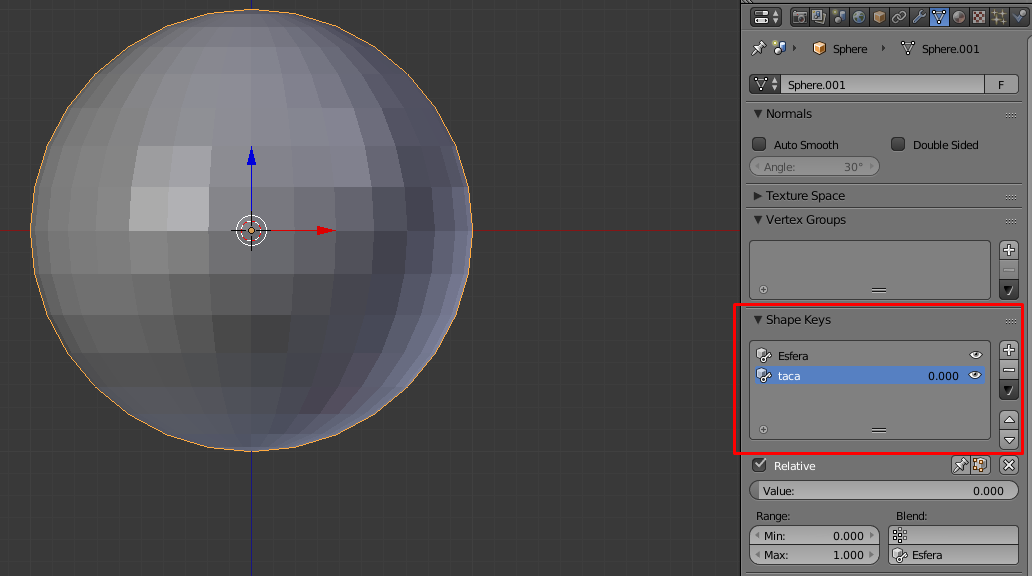 Sphere Sphere.001
Sphere.001 F
Normals
Auto Smooth Double Sided
Angle: 30°
Texture Space
Vertex Groups
Shape Keys
Esfera
taca 0.000
Relative
Value: 0.000
Range: Blend:
Min: 0.000
Max: 1.000 Esfera